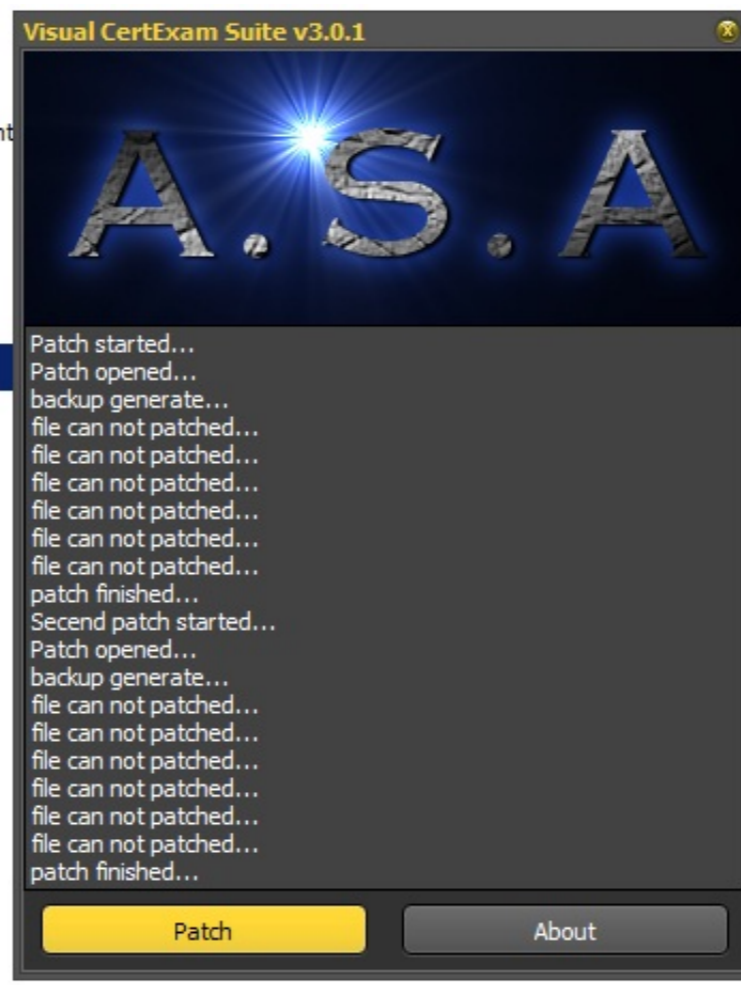 Visual CertExam Suite v3.0.1
nt
A.S.A
Patch started...
Patch opened...
backup generate...
file can not patched...
file can not patched...
file can not patched...
file can not patched...
file can not patched...
file can not patched...
patch finished...
Secend patch started...
Patch opened...
backup generate...
file can not patched...
file can not patched...
file can not patched...
file can not patched...
file can not patched...
file can not patched...
patch finished...
Patch
About